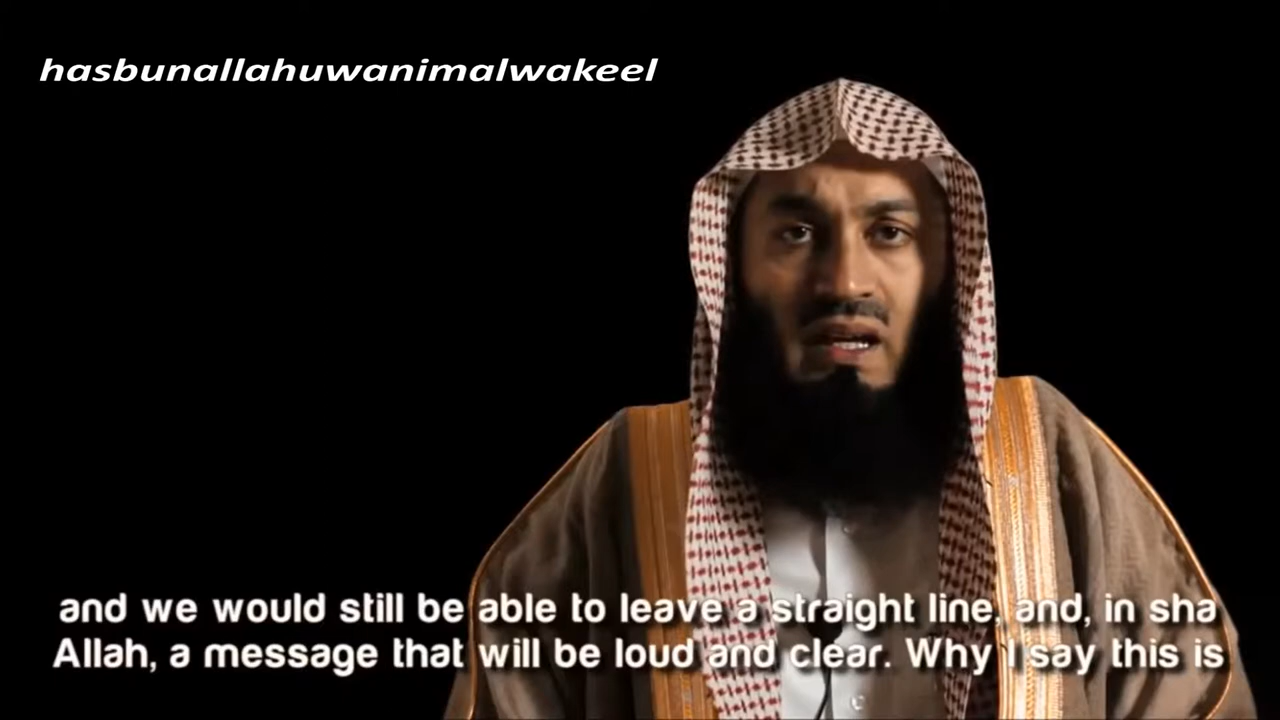 hasbunallahuwanimalwakeel
and we would still be able to leave a straight line, and, in sha
Allah, a message that will be loud and clear. Why I say this is